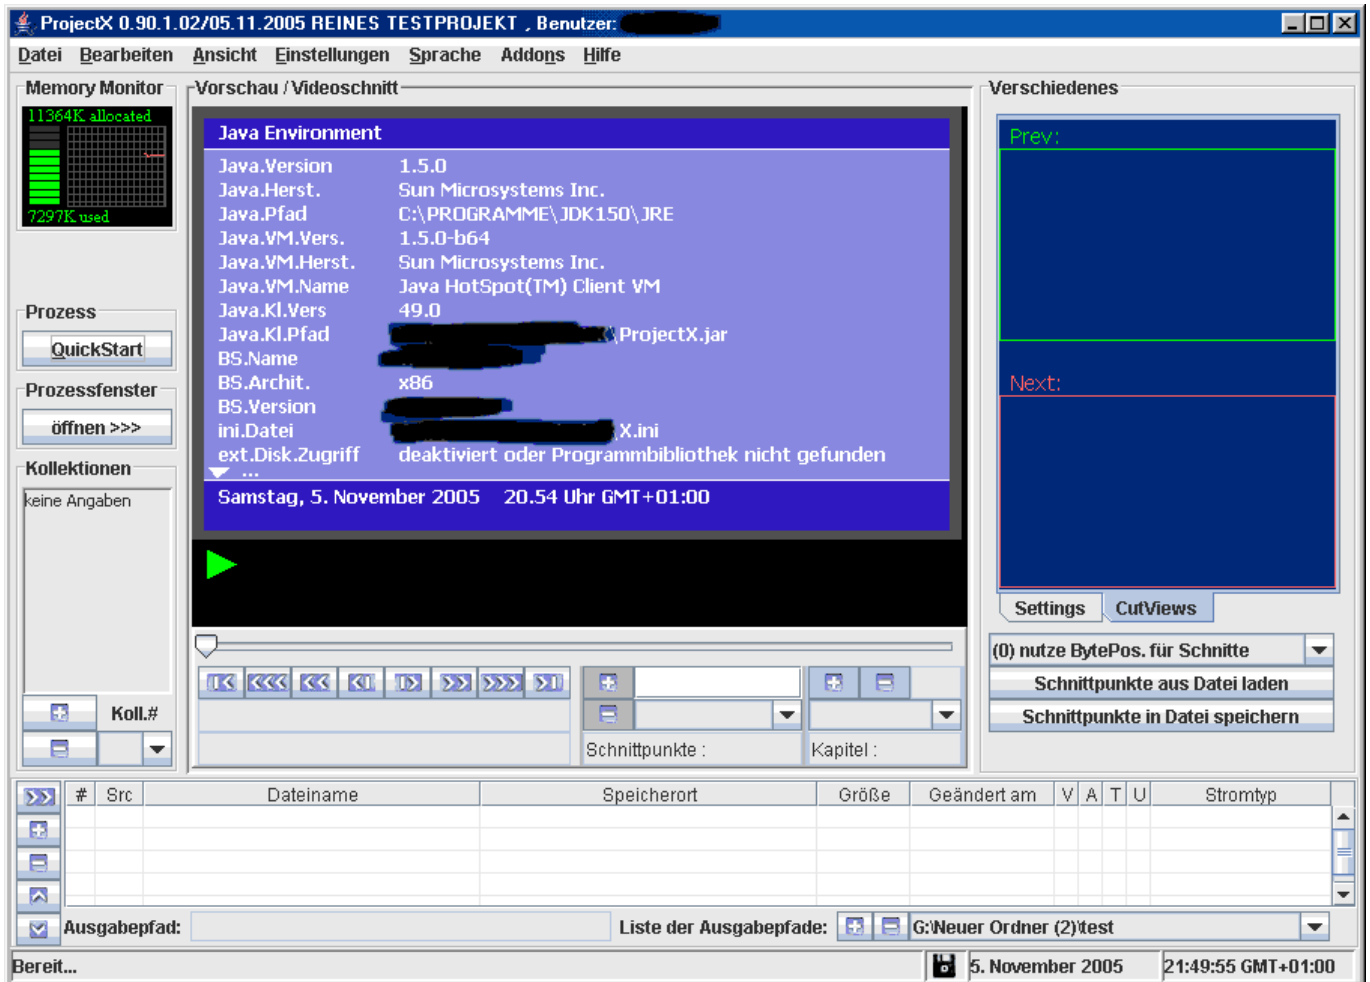 ProjectX 0.90.1.02/05.11.2005 REINES TESTPROJEKT , Benutzer:
Datei Bearbeiten Ansicht Einstellungen Sprache Addons Hilfe
Memory Monitor
11364K allocated
7297K used
Prozess
QuickStart
Prozessfenster
öffnen >>>
Kollektionen
keine Angaben
Koll.#
Vorschau / Videoschnitt
Java Environment
Java.Version 1.5.0
Java.Herst. Sun Microsystems Inc.
Java.Pfad C:\PROGRAMME\JDK150\JRE
Java.VM.Vers. 1.5.0-b64
Java.VM.Herst. Sun Microsystems Inc.
Java.VM.Name Java HotSpot(TM) Client VM
Java.Kl.Vers 49.0
Java.Kl.Pfad \ProjectX.jar
BS.Name
BS.Archit. x86
BS.Version
ini.Datei \X.ini
ext.Disk.Zugriff deaktiviert oder Programmbibliothek nicht gefunden
...
Samstag, 5. November 2005 20.54 Uhr GMT+01:00
Schnittpunkte :
Kapitel :
Verschiedenes
Prev:
Next:
Settings CutViews
(0) nutze BytePos. für Schnitte
Schnittpunkte aus Datei laden
Schnittpunkte in Datei speichern
# Src Dateiname Speicherort Größe Geändert am V A T U Stromtyp
Ausgabepfad: Liste der Ausgabepfade: G:\Neuer Ordner (2)\test
Bereit... 5. November 2005 21:49:55 GMT+01:00